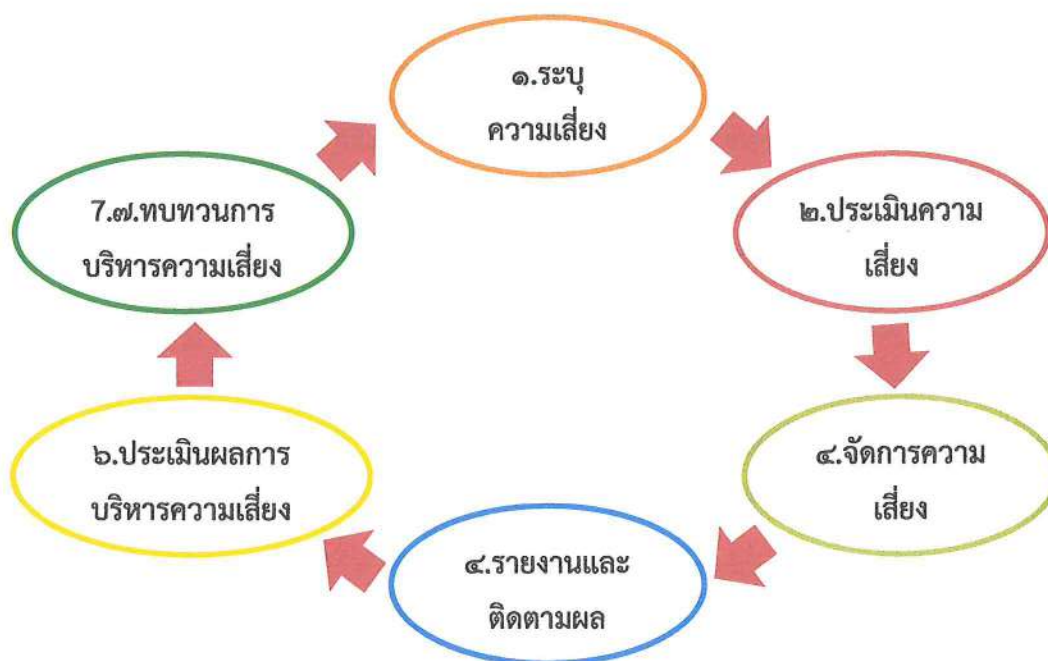 ๑.ระบุ
ความเสี่ยง
๒.ประเมินความ
เสี่ยง
๔.จัดการความ
เสี่ยง
๔.รายงานและ
ติดตามผล
๖.ประเมินผลการ
บริหารความเสี่ยง
7.๗.ทบทวนการ
บริหารความเสี่ยง